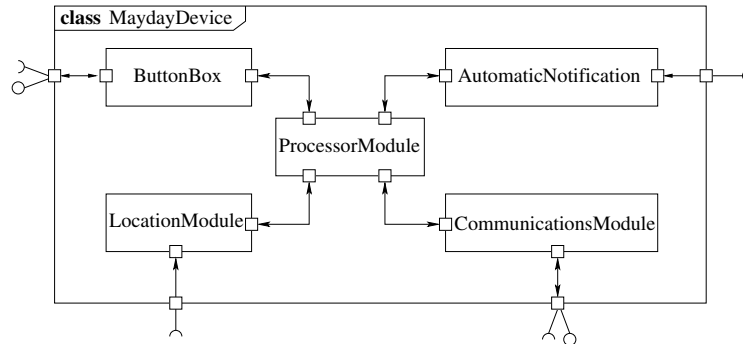 class MaydayDevice
ButtonBox
AutomaticNotification
ProcessorModule
LocationModule
CommunicationsModule